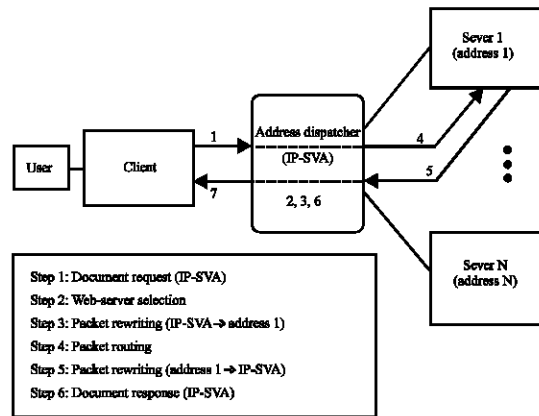 Sever 1
(address 1)
1
Address dispatcher
(IP-SVA)
4
User
Client
5
7
2, 3, 6
Sever N
(address N)
Step 1: Document request (IP-SVA)
Step 2: Web-server selection
Step 3: Packet rewriting (IP-SVA→address 1)
Step 4: Packet routing
Step 5: Packet rewriting (address 1 → IP-SVA)
Step 6: Document response (IP-SVA)